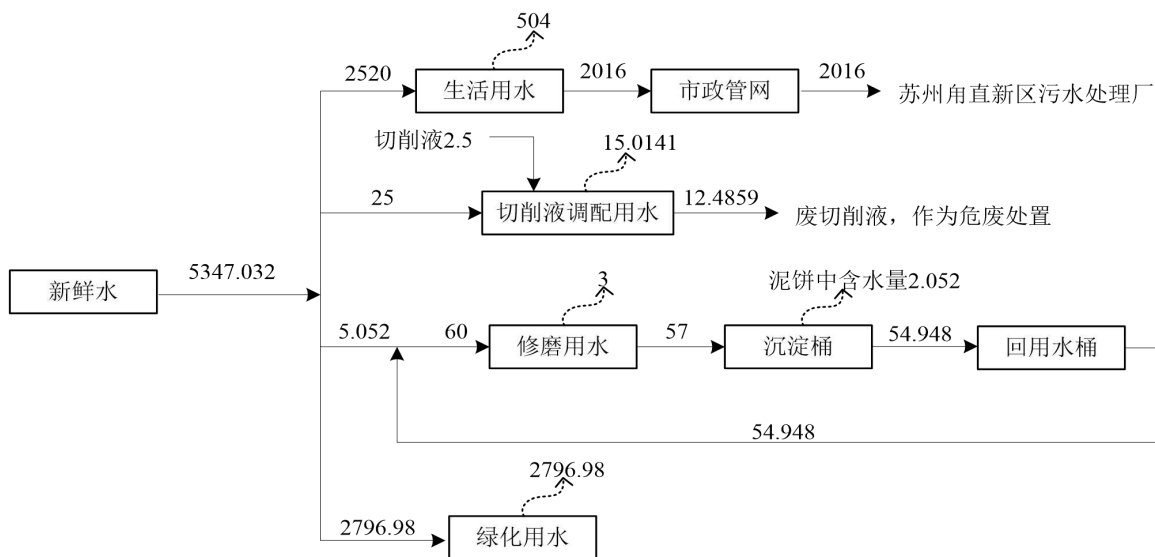 504
2520
生活用水
2016
市政管网
2016
苏州甪直新区污水处理厂
切削液2.5
15.0141
25
切削液调配用水
12.4859
废切削液，作为危废处置
新鲜水
5347.032
3
泥饼中含水量2.052
5.052
60
修磨用水
57
沉淀桶
54.948
回用水桶
54.948
2796.98
2796.98
绿化用水